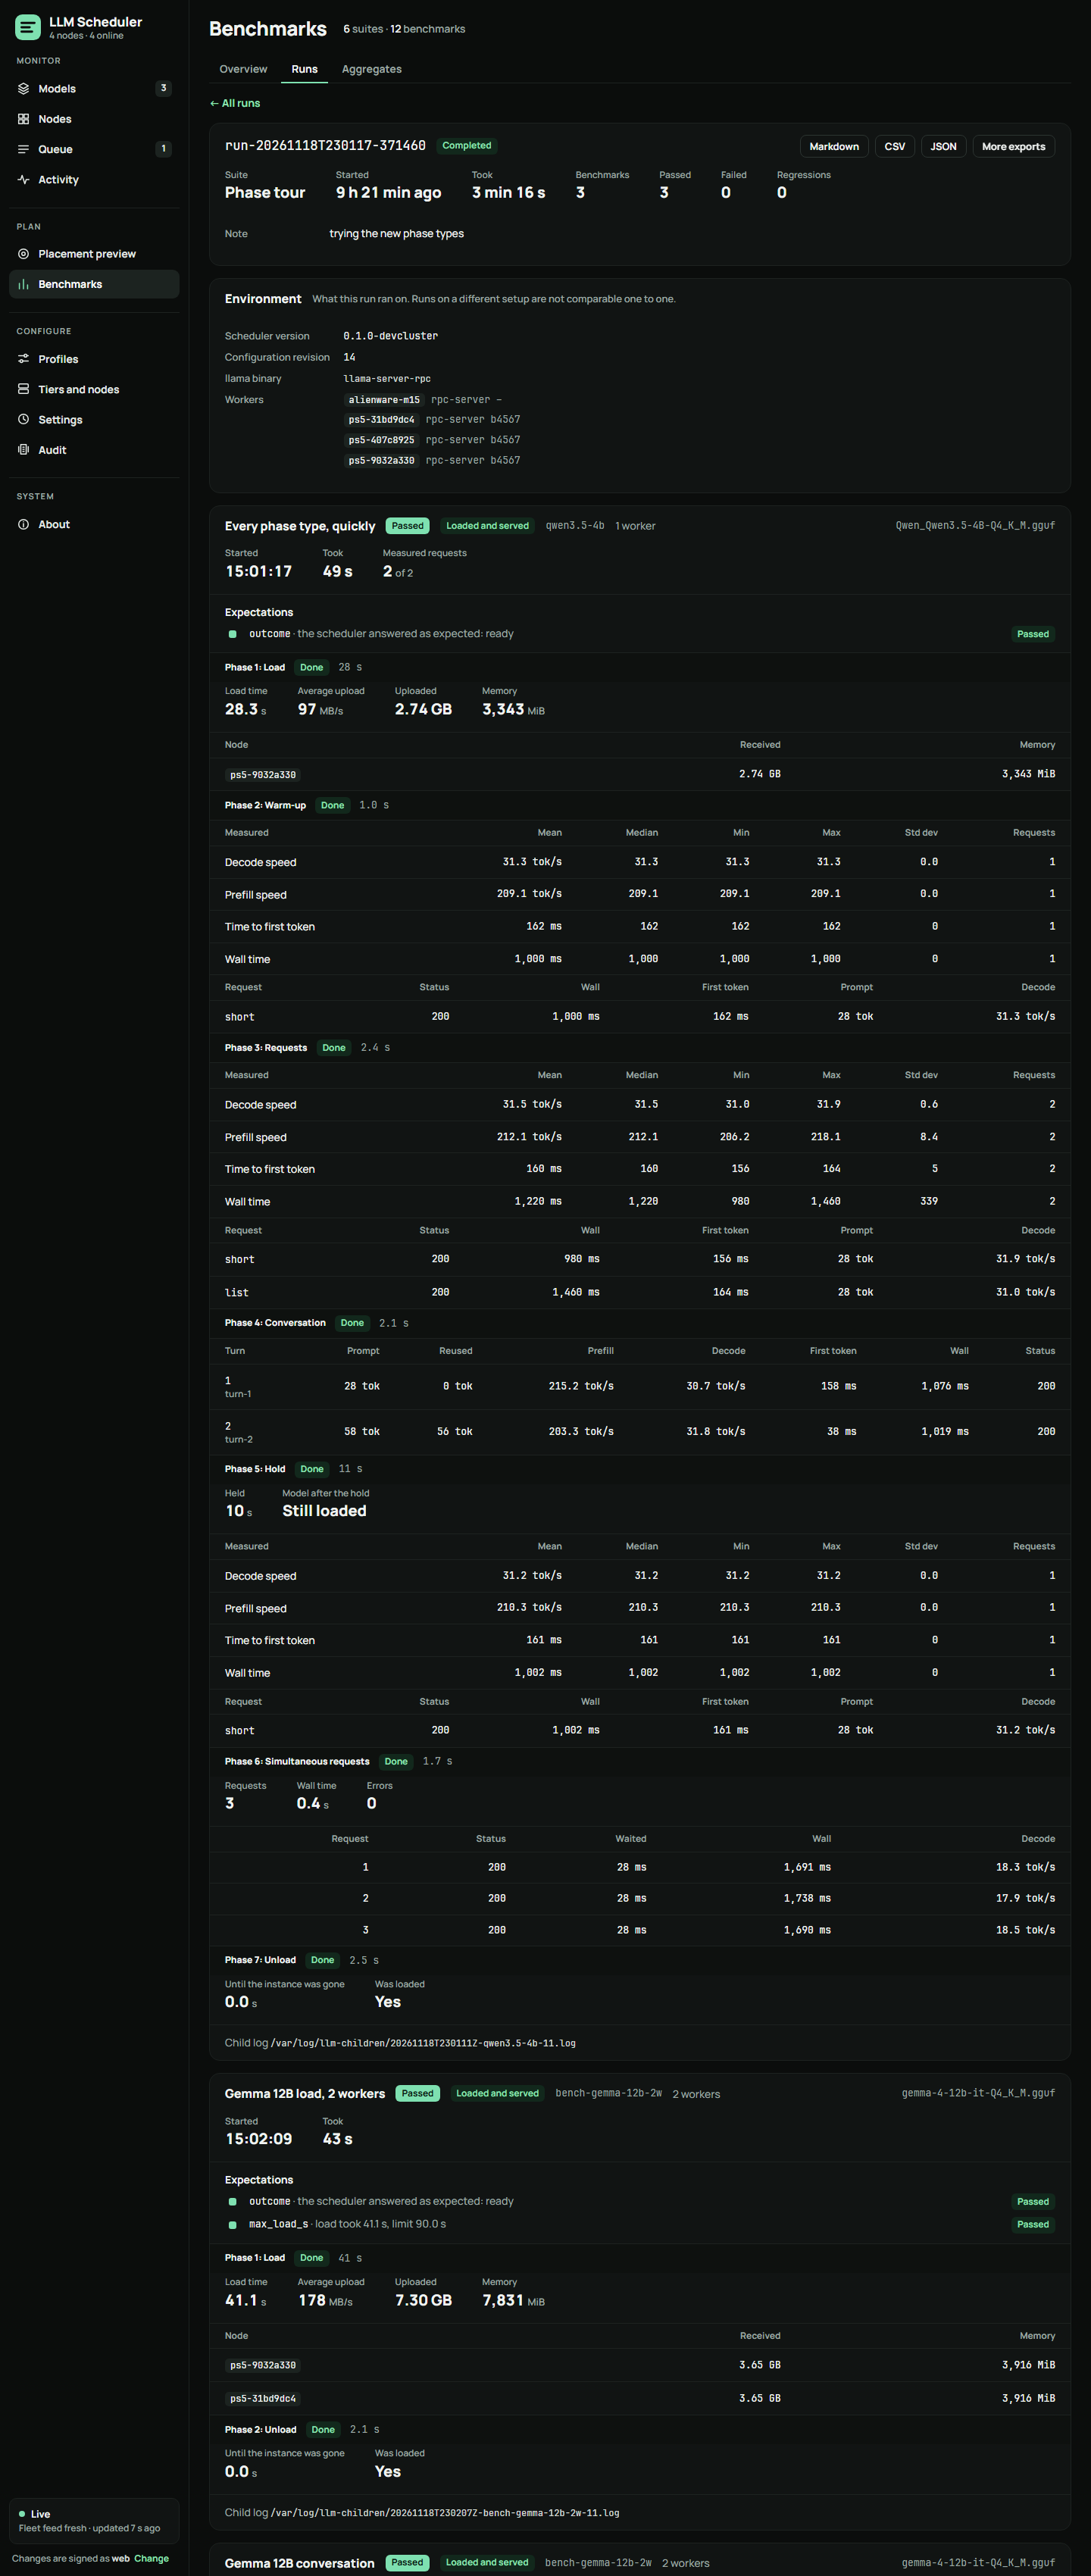 LLM Scheduler
4 nodes · 4 online
MONITOR
Models 3
Nodes
Queue 1
Activity
PLAN
Placement preview
Benchmarks
CONFIGURE
Profiles
Tiers and nodes
Settings
Audit
SYSTEM
About
Live
Fleet feed fresh · updated 7 s ago
Changes are signed as web Change
Benchmarks 6 suites · 12 benchmarks
Overview Runs Aggregates
← All runs
run-20261118T230117-371460 Completed Markdown CSV JSON More exports
Suite Started Took Benchmarks Passed Failed Regressions
Phase tour 9 h 21 min ago 3 min 16 s 3 3 0 0
Note trying the new phase types
Environment What this run ran on. Runs on a different setup are not comparable one to one.
Scheduler version 0.1.0-devcluster
Configuration revision 14
llama binary llama-server-rpc
Workers alienware-m15 rpc-server –
ps5-31bd9dc4 rpc-server b4567
ps5-407c8925 rpc-server b4567
ps5-9032a330 rpc-server b4567
Every phase type, quickly Passed Loaded and served qwen3.5-4b 1 worker Qwen_Qwen3.5-4B-Q4_K_M.gguf
Started Took Measured requests
15:01:17 49 s 2 of 2
Expectations
outcome · the scheduler answered as expected: ready Passed
Phase 1: Load Done 28 s
Load time Average upload Uploaded Memory
28.3 s 97 MB/s 2.74 GB 3,343 MiB
Node Received Memory
ps5-9032a330 2.74 GB 3,343 MiB
Phase 2: Warm-up Done 1.0 s
Measured Mean Median Min Max Std dev Requests
Decode speed 31.3 tok/s 31.3 31.3 31.3 0.0 1
Prefill speed 209.1 tok/s 209.1 209.1 209.1 0.0 1
Time to first token 162 ms 162 162 162 0 1
Wall time 1,000 ms 1,000 1,000 1,000 0 1
Request Status Wall First token Prompt Decode
short 200 1,000 ms 162 ms 28 tok 31.3 tok/s
Phase 3: Requests Done 2.4 s
Measured Mean Median Min Max Std dev Requests
Decode speed 31.5 tok/s 31.5 31.0 31.9 0.6 2
Prefill speed 212.1 tok/s 212.1 206.2 218.1 8.4 2
Time to first token 160 ms 160 156 164 5 2
Wall time 1,220 ms 1,220 980 1,460 339 2
Request Status Wall First token Prompt Decode
short 200 980 ms 156 ms 28 tok 31.9 tok/s
list 200 1,460 ms 164 ms 28 tok 31.0 tok/s
Phase 4: Conversation Done 2.1 s
Turn Prompt Reused Prefill Decode First token Wall Status
1 28 tok 0 tok 215.2 tok/s 30.7 tok/s 158 ms 1,076 ms 200
turn-1
2 58 tok 56 tok 203.3 tok/s 31.8 tok/s 38 ms 1,019 ms 200
turn-2
Phase 5: Hold Done 11 s
Held Model after the hold
10 s Still loaded
Measured Mean Median Min Max Std dev Requests
Decode speed 31.2 tok/s 31.2 31.2 31.2 0.0 1
Prefill speed 210.3 tok/s 210.3 210.3 210.3 0.0 1
Time to first token 161 ms 161 161 161 0 1
Wall time 1,002 ms 1,002 1,002 1,002 0 1
Request Status Wall First token Prompt Decode
short 200 1,002 ms 161 ms 28 tok 31.2 tok/s
Phase 6: Simultaneous requests Done 1.7 s
Requests Wall time Errors
3 0.4 s 0
Request Status Waited Wall Decode
1 200 28 ms 1,691 ms 18.3 tok/s
2 200 28 ms 1,738 ms 17.9 tok/s
3 200 28 ms 1,690 ms 18.5 tok/s
Phase 7: Unload Done 2.5 s
Until the instance was gone Was loaded
0.0 s Yes
Child log /var/log/llm-children/20261118T230111Z-qwen3.5-4b-11.log
Gemma 12B load, 2 workers Passed Loaded and served bench-gemma-12b-2w 2 workers gemma-4-12b-it-Q4_K_M.gguf
Started Took
15:02:09 43 s
Expectations
outcome · the scheduler answered as expected: ready Passed
max_load_s · load took 41.1 s, limit 90.0 s Passed
Phase 1: Load Done 41 s
Load time Average upload Uploaded Memory
41.1 s 178 MB/s 7.30 GB 7,831 MiB
Node Received Memory
ps5-9032a330 3.65 GB 3,916 MiB
ps5-31bd9dc4 3.65 GB 3,916 MiB
Phase 2: Unload Done 2.1 s
Until the instance was gone Was loaded
0.0 s Yes
Child log /var/log/llm-children/20261118T230207Z-bench-gemma-12b-2w-11.log
Gemma 12B conversation Passed Loaded and served bench-gemma-12b-2w 2 workers gemma-4-12b-it-Q4_K_M.gguf